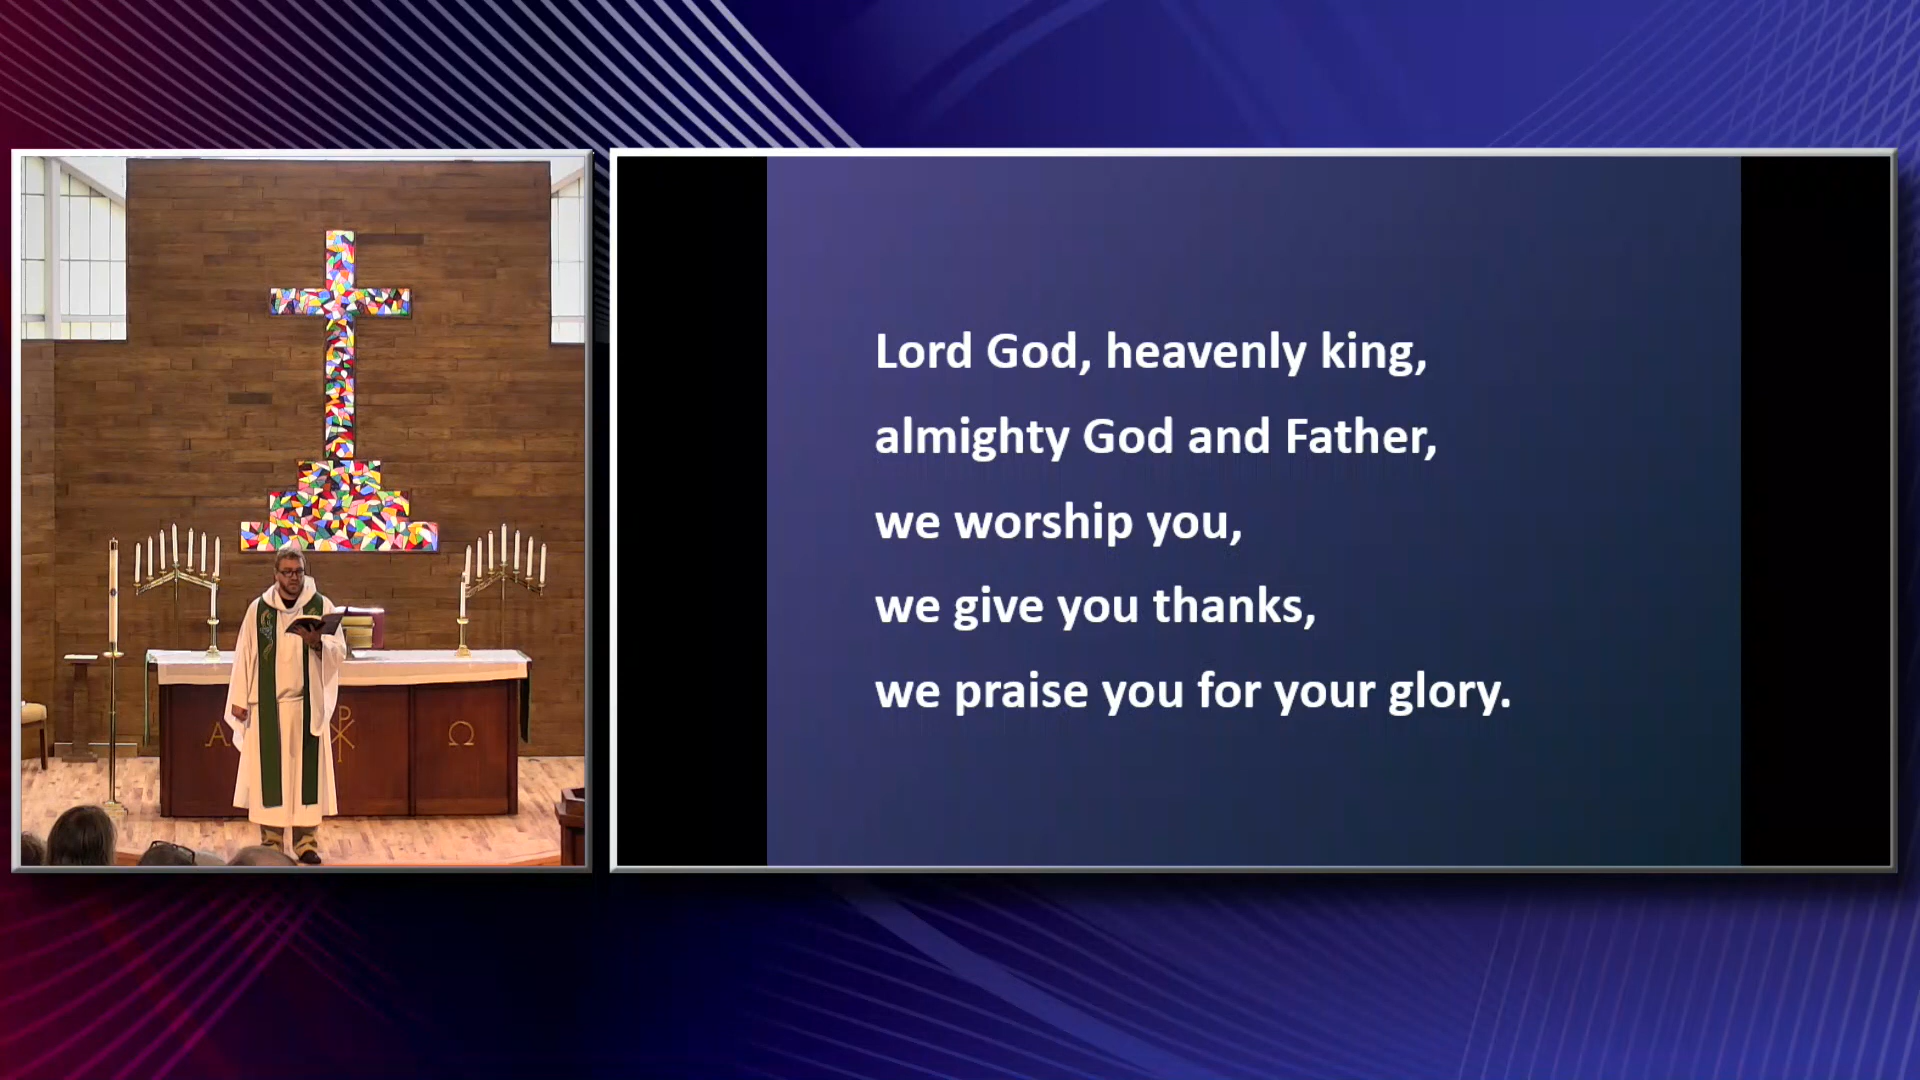 Α
☧
Ω
Lord God, heavenly king,
almighty God and Father,
we worship you,
we give you thanks,
we praise you for your glory.